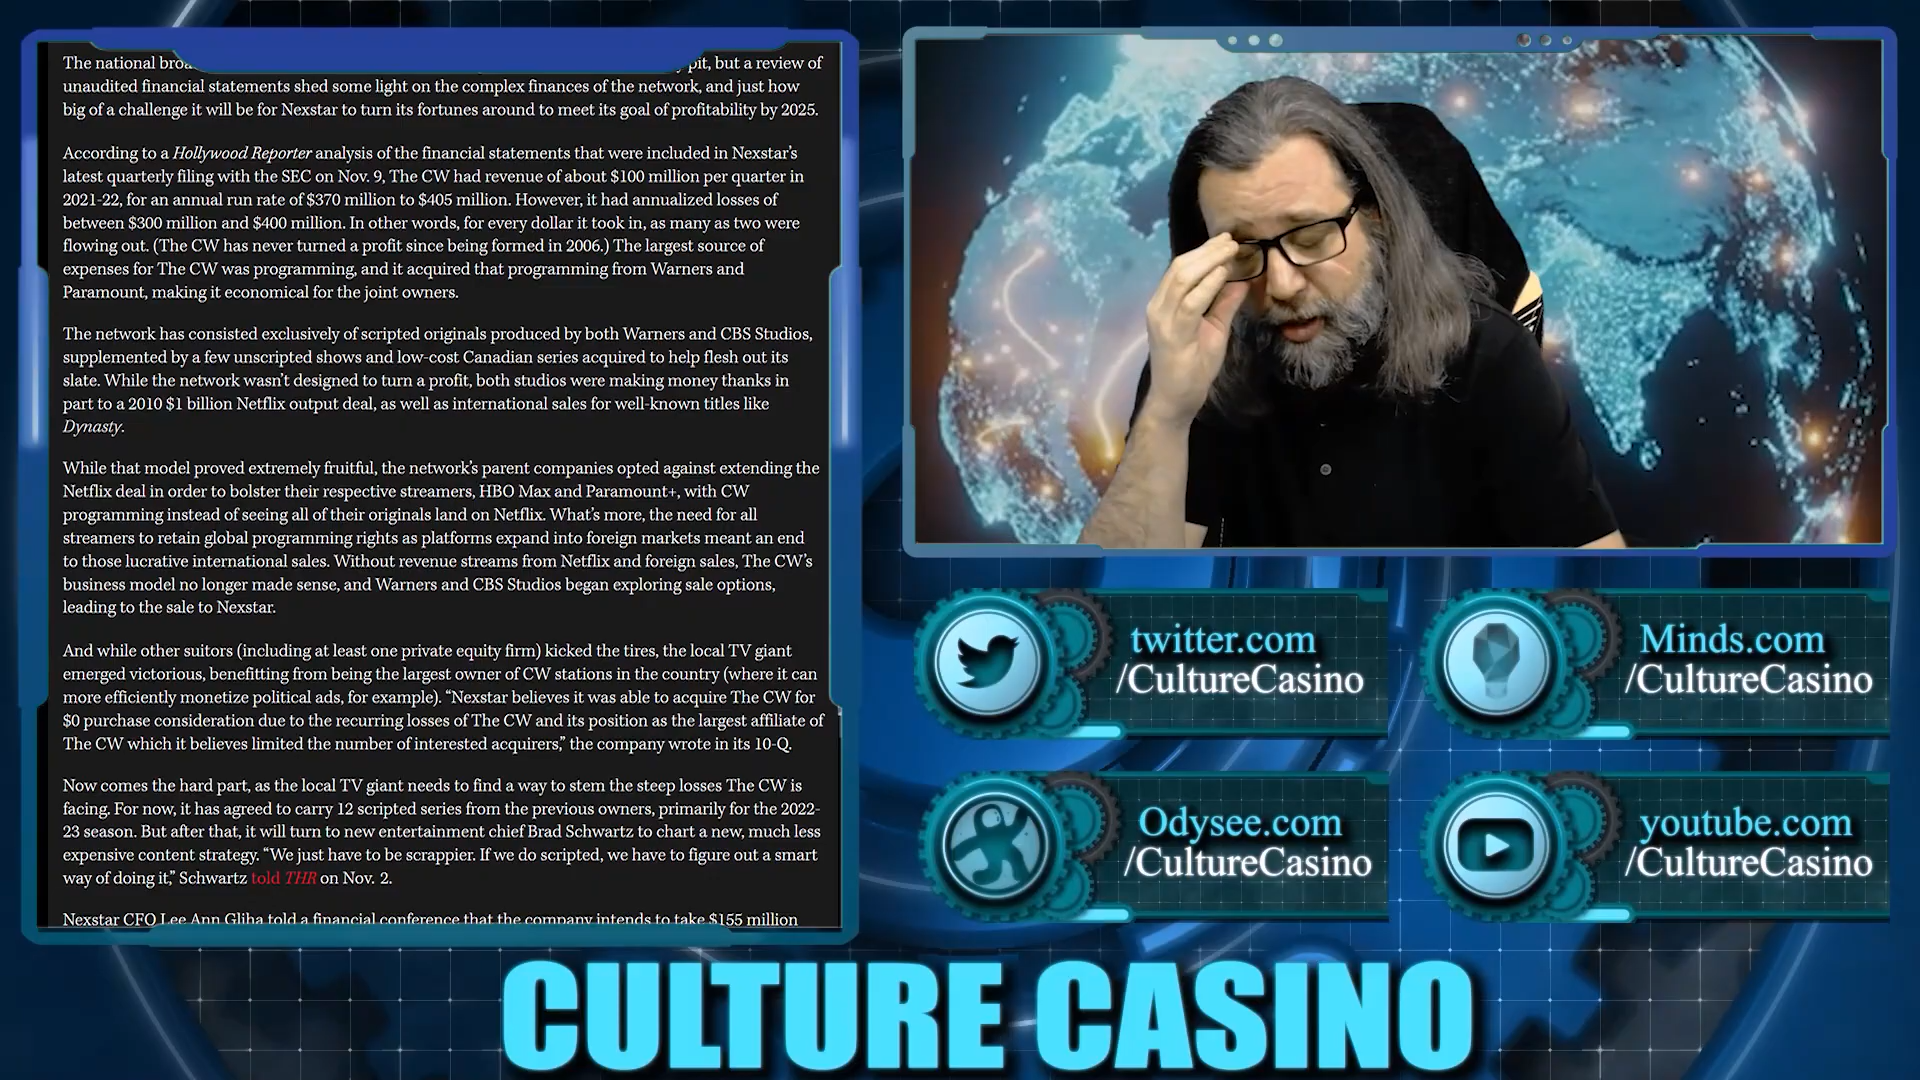 The national broa pit, but a review of
unaudited financial statements shed some light on the complex finances of the network, and just how
big of a challenge it will be for Nexstar to turn its fortunes around to meet its goal of profitability by 2025.
According to a Hollywood Reporter analysis of the financial statements that were included in Nexstar's
latest quarterly filing with the SEC on Nov. 9, The CW had revenue of about $100 million per quarter in
2021-22, for an annual run rate of $370 million to $405 million. However, it had annualized losses of
between $300 million and $400 million. In other words, for every dollar it took in, as many as two were
flowing out. (The CW has never turned a profit since being formed in 2006.) The largest source of
expenses for The CW was programming, and it acquired that programming from Warners and
Paramount, making it economical for the joint owners.
The network has consisted exclusively of scripted originals produced by both Warners and CBS Studios,
supplemented by a few unscripted shows and low-cost Canadian series acquired to help flesh out its
slate. While the network wasn't designed to turn a profit, both studios were making money thanks in
part to a 2010 $1 billion Netflix output deal, as well as international sales for well-known titles like
Dynasty.
While that model proved extremely fruitful, the network's parent companies opted against extending the
Netflix deal in order to bolster their respective streamers, HBO Max and Paramount+, with CW
programming instead of seeing all of their originals land on Netflix. What's more, the need for all
streamers to retain global programming rights as platforms expand into foreign markets meant an end
to those lucrative international sales. Without revenue streams from Netflix and foreign sales, The CW's
business model no longer made sense, and Warners and CBS Studios began exploring sale options,
leading to the sale to Nexstar.
And while other suitors (including at least one private equity firm) kicked the tires, the local TV giant
emerged victorious, benefitting from being the largest owner of CW stations in the country (where it can
more efficiently monetize political ads, for example). "Nexstar believes it was able to acquire The CW for
$0 purchase consideration due to the recurring losses of The CW and its position as the largest affiliate of
The CW which it believes limited the number of interested acquirers," the company wrote in its 10-Q.
Now comes the hard part, as the local TV giant needs to find a way to stem the steep losses The CW is
facing. For now, it has agreed to carry 12 scripted series from the previous owners, primarily for the 2022-
23 season. But after that, it will turn to new entertainment chief Brad Schwartz to chart a new, much less
expensive content strategy. "We just have to be scrappier. If we do scripted, we have to figure out a smart
way of doing it," Schwartz told THR on Nov. 2.
Nexstar CFO Lee Ann Gliha told a financial conference that the company intends to take $155 million
twitter.com
/CultureCasino
Minds.com
/CultureCasino
Odysee.com
/CultureCasino
youtube.com
/CultureCasino
CULTURE CASINO